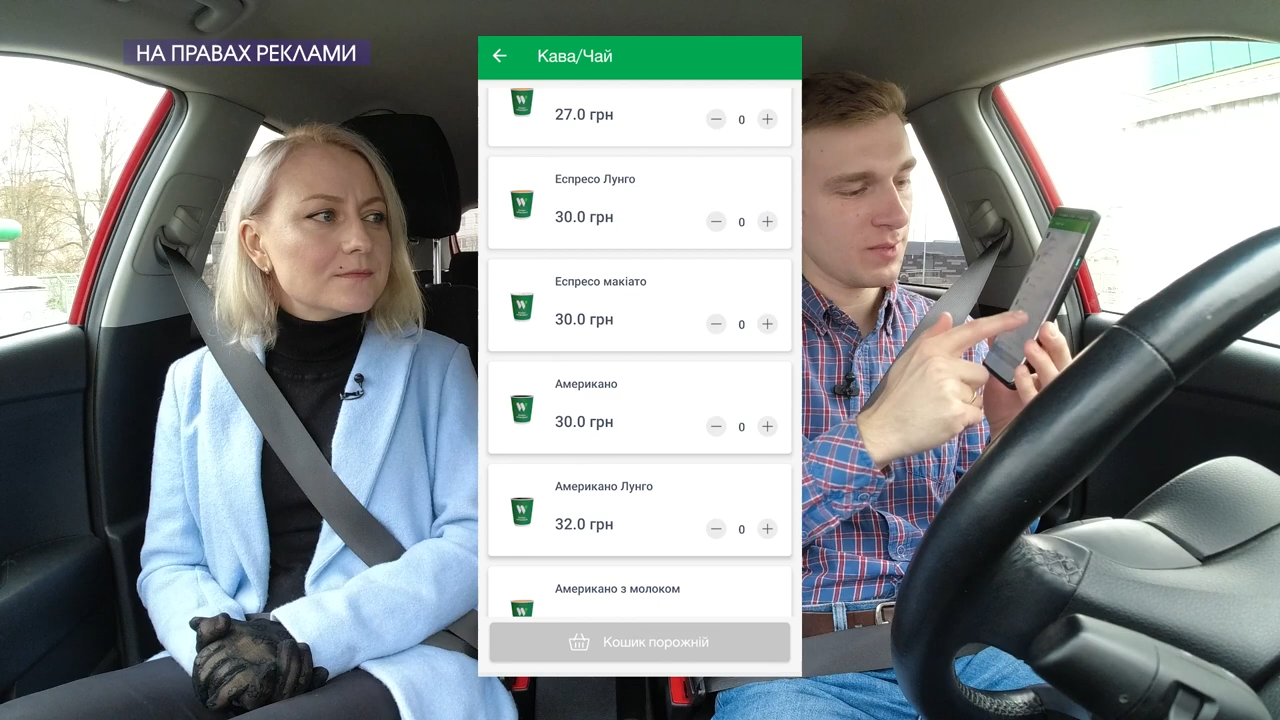 НА ПРАВАХ РЕКЛАМИ
Кава/Чай
27.0 грн
0
Еспресо Лунго
30.0 грн
0
Еспресо макіато
30.0 грн
0
Американо
30.0 грн
0
Американо Лунго
32.0 грн
0
Американо з молоком
Кошик порожній